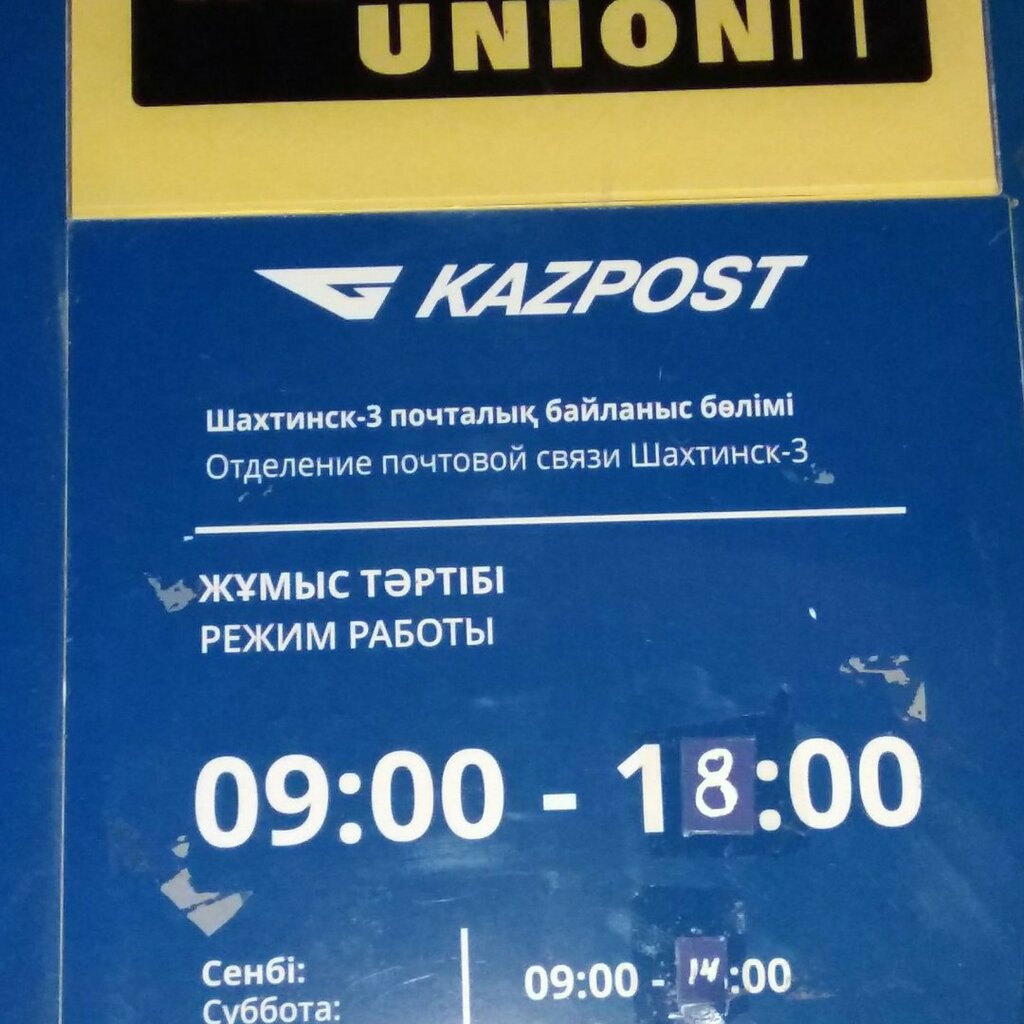 UNION
KAZPOST
Шахтинск-3 почталық байланыс бөлімі
Отделение почтовой связи Шахтинск-3
ЖҰМЫС ТӘРТІБІ
РЕЖИМ РАБОТЫ
09:00 - 18:00
Сенбі: 09:00 - 14:00
Суббота: